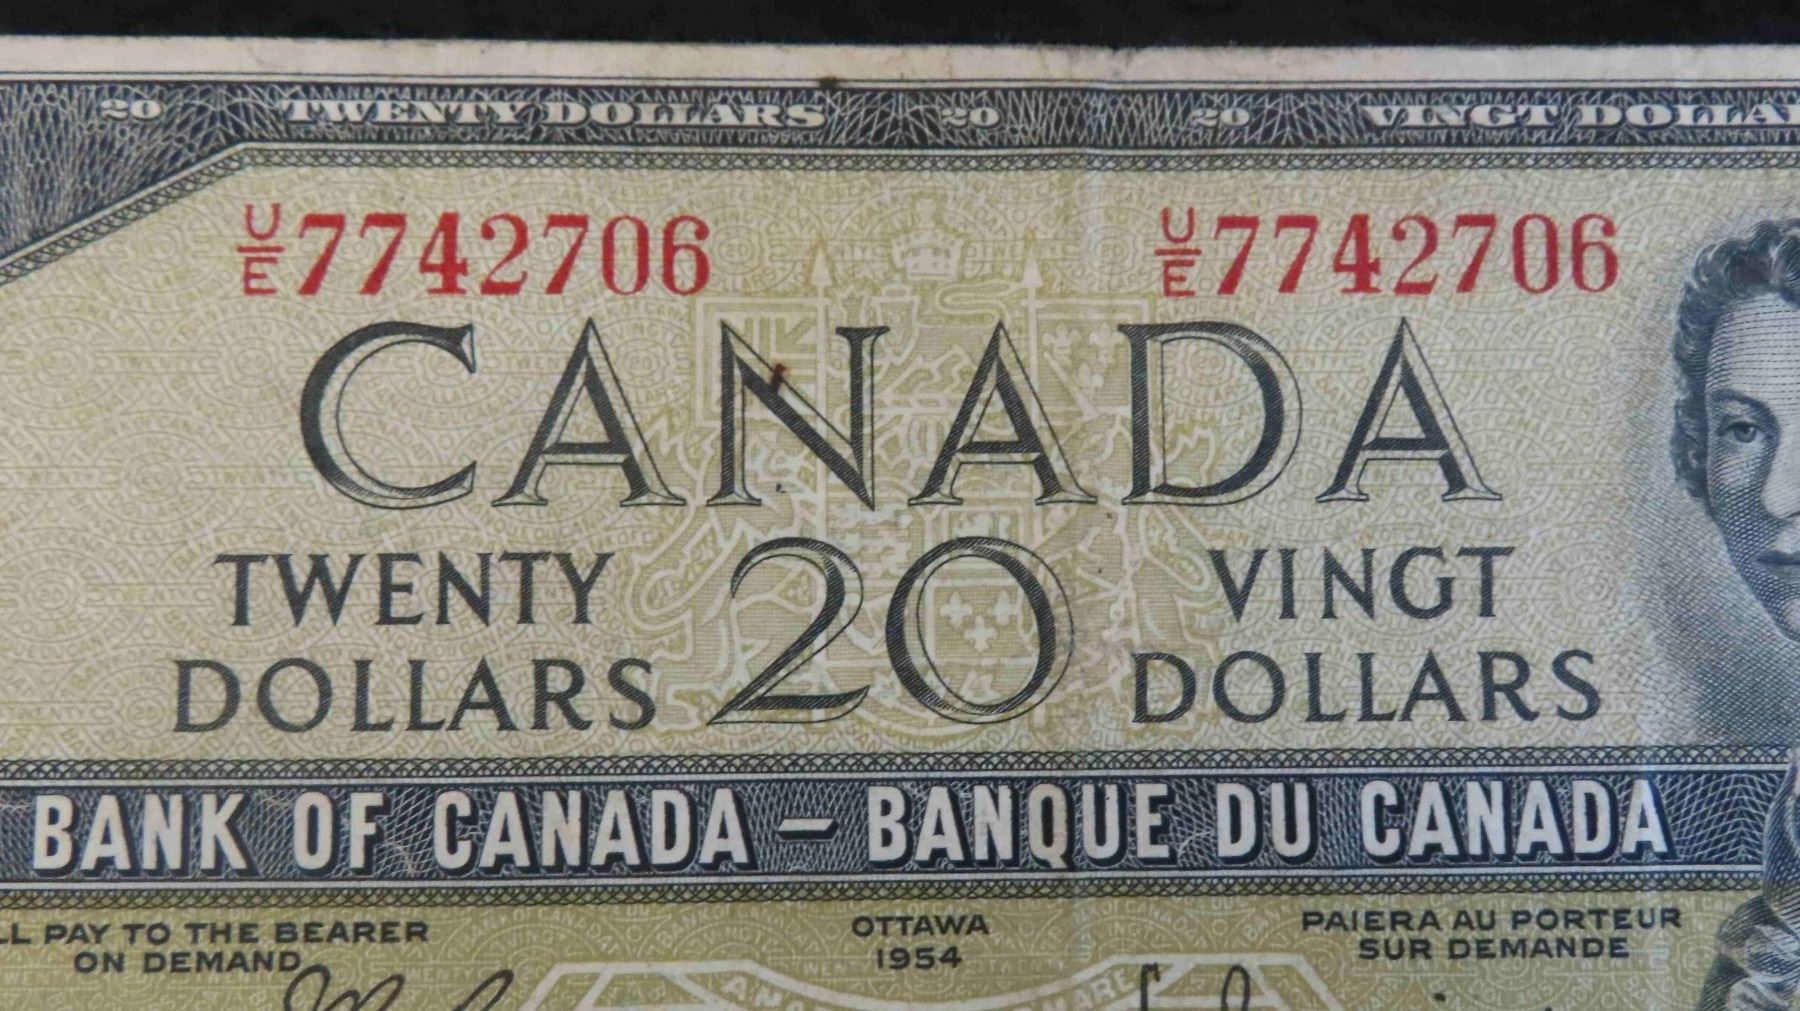 20 TWENTY DOLLARS 20 20 VINGT DOLLA
U/E 7742706 U/E 7742706
CANADA
TWENTY DOLLARS
20
VINGT DOLLARS
BANK OF CANADA – BANQUE DU CANADA
LL PAY TO THE BEARER
ON DEMAND
OTTAWA
1954
PAIERA AU PORTEUR
SUR DEMANDE